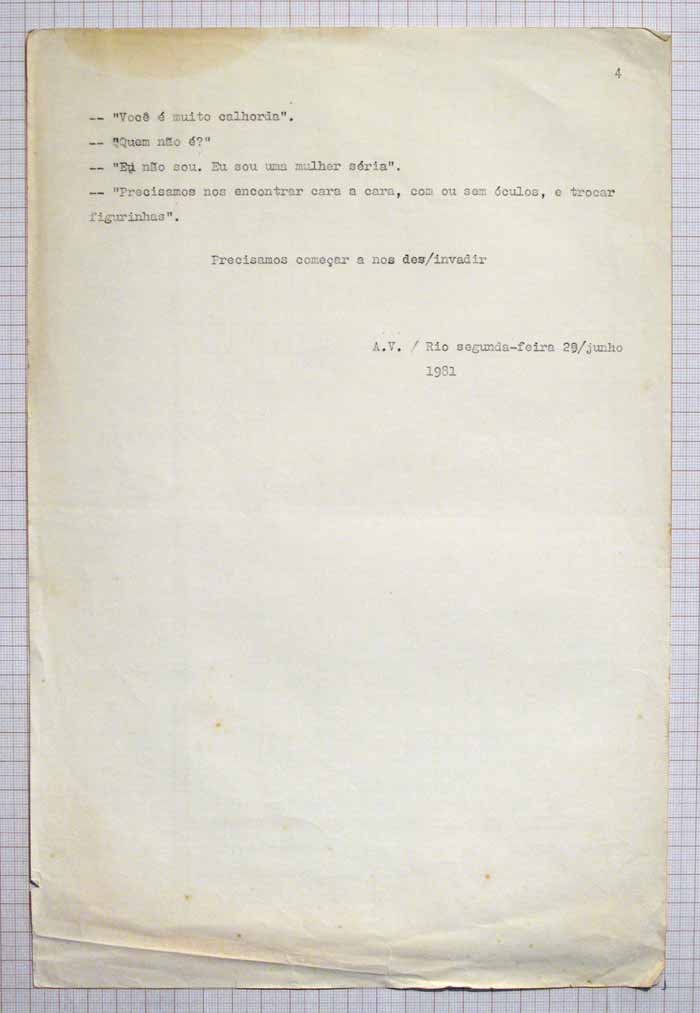 4
-- "Você é muito calhorda".
-- "Quem não é?"
-- "Eu não sou. Eu sou uma mulher séria".
-- "Precisamos nos encontrar cara a cara, com ou sem óculos, e trocar
figurinhas".
Precisamos começar a nos des/invadir
A.V. / Rio segunda-feira 29/junho
1981